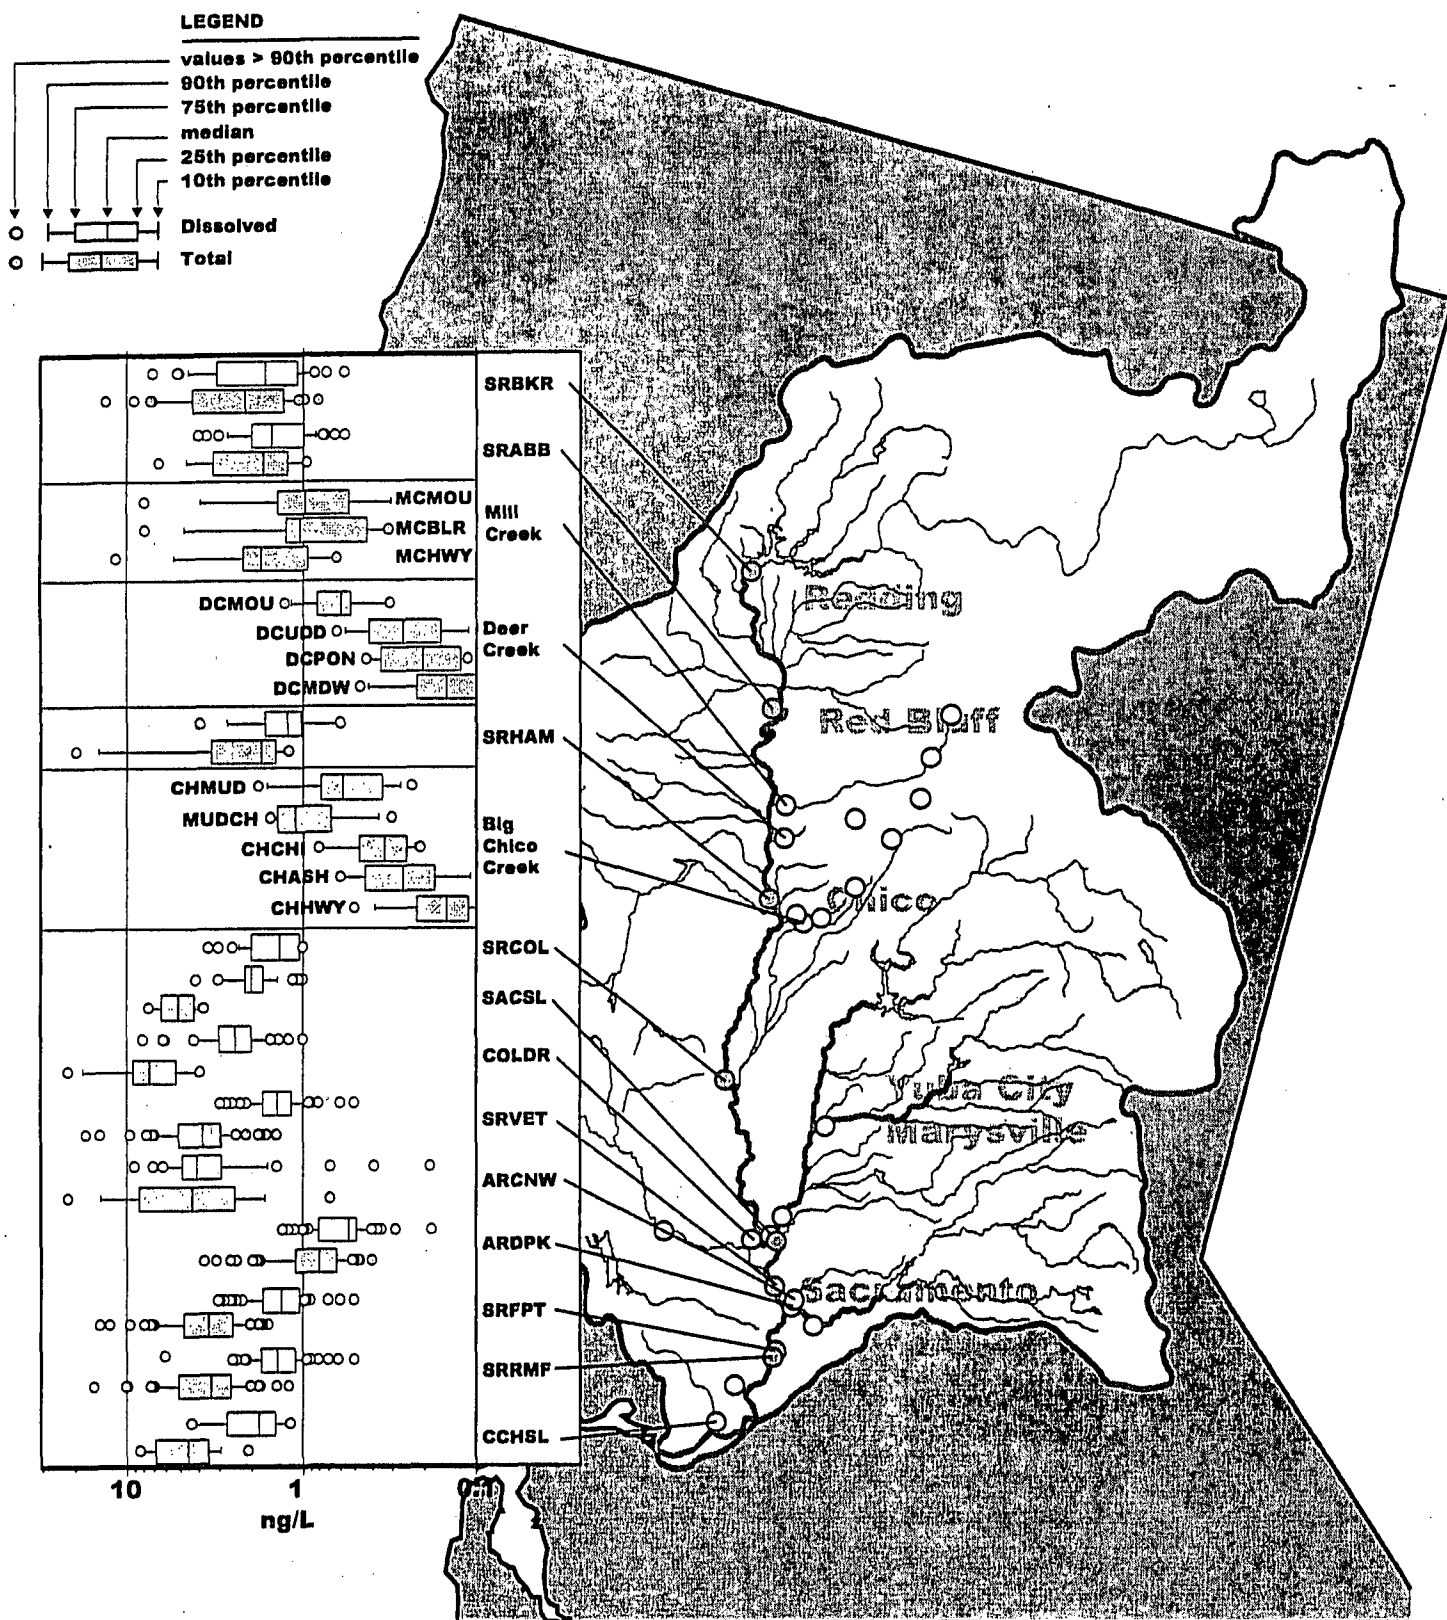 LEGEND
values > 90th percentile
90th percentile
75th percentile
median
25th percentile
10th percentile
Dissolved
Total
SRBKR
SRABB
MCMOU
MCBLR
MCHWY
Mill
Creek
DCMOU
DCUDD
DCPON
DCMDW
Deer
Creek
SRHAM
CHMUD
MUDCH
CHCHI
CHASH
CHHWY
Big
Chico
Creek
SRCOL
SACSL
COLDR
SRVET
ARCNW
ARDPK
SRFPT
SRRMF
CCHSL
10 1 0.1
ng/L
Redding
Red Bluff
Chico
Yuba City
Marysville
Sacramento